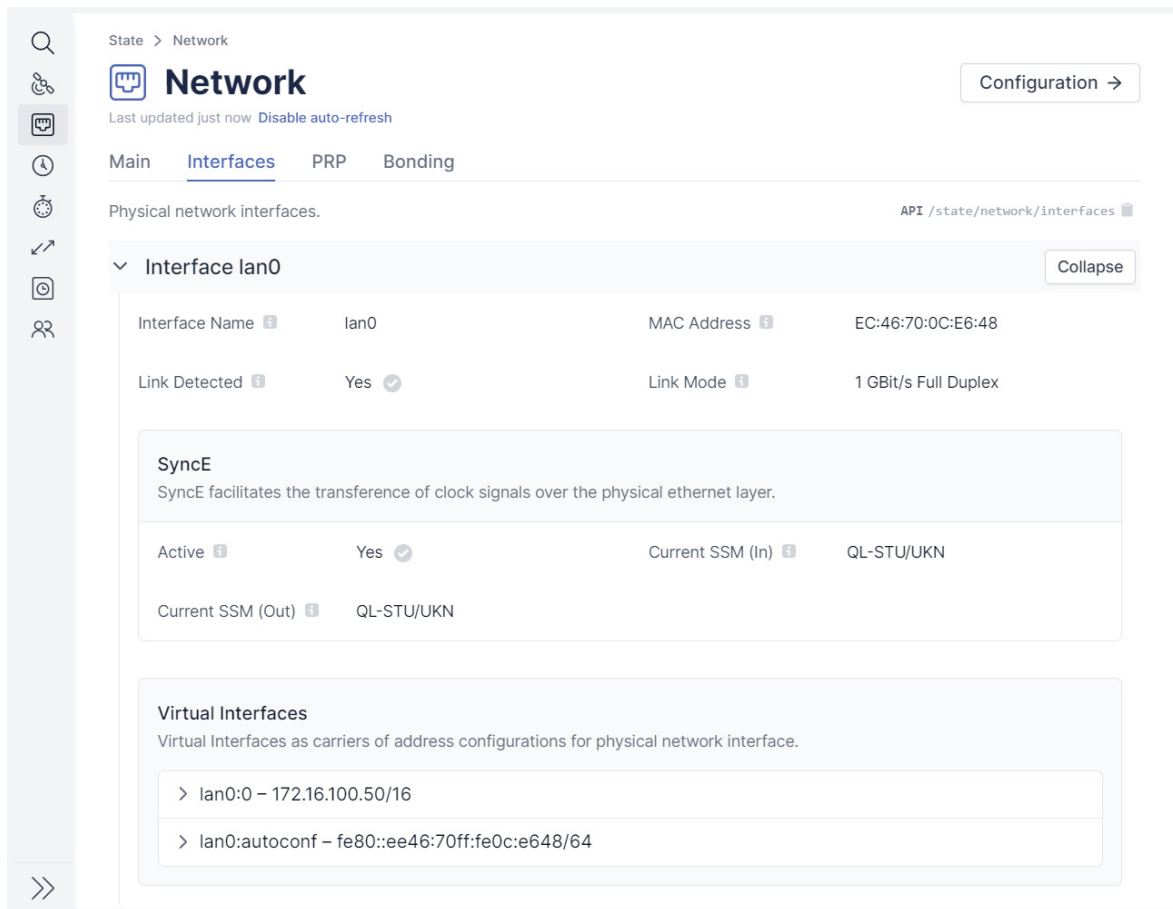 State > Network
Network
Configuration →
Last updated just now Disable auto-refresh
Main Interfaces PRP Bonding
Physical network interfaces. API /state/network/interfaces
Interface lan0 Collapse
Interface Name lan0 MAC Address EC:46:70:0C:E6:48
Link Detected Yes Link Mode 1 GBit/s Full Duplex
SyncE
SyncE facilitates the transference of clock signals over the physical ethernet layer.
Active Yes Current SSM (In) QL-STU/UKN
Current SSM (Out) QL-STU/UKN
Virtual Interfaces
Virtual Interfaces as carriers of address configurations for physical network interface.
> lan0:0 – 172.16.100.50/16
> lan0:autoconf – fe80::ee46:70ff:fe0c:e648/64